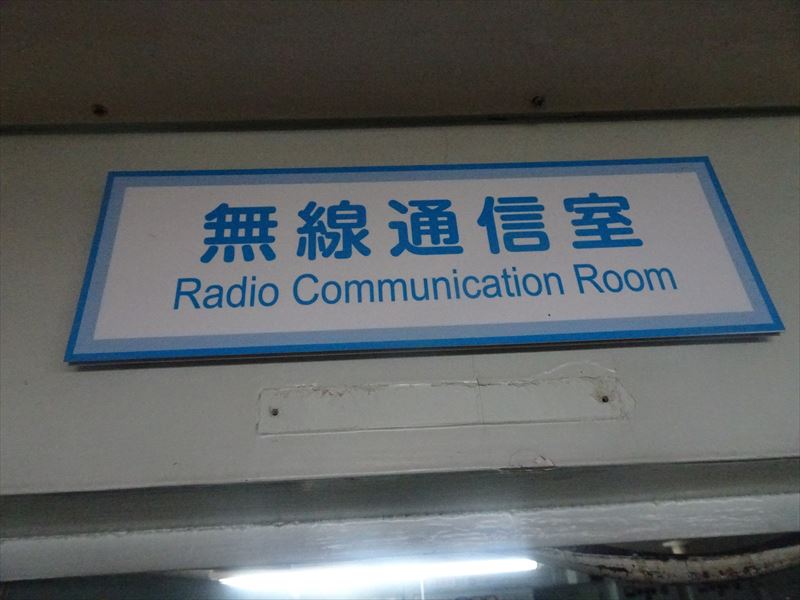 無線通信室
Radio Communication Room